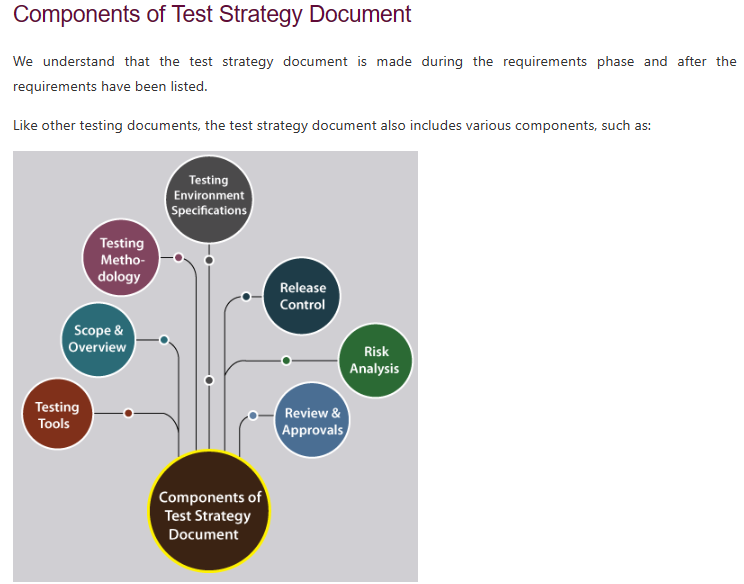 Components of Test Strategy Document
We understand that the test strategy document is made during the requirements phase and after the
requirements have been listed.
Like other testing documents, the test strategy document also includes various components, such as:
Testing
Environment
Specifications
Testing
Metho-
dology
Release
Control
Scope &
Overview
Risk
Analysis
Testing
Tools
Review &
Approvals
Components of
Test Strategy
Document